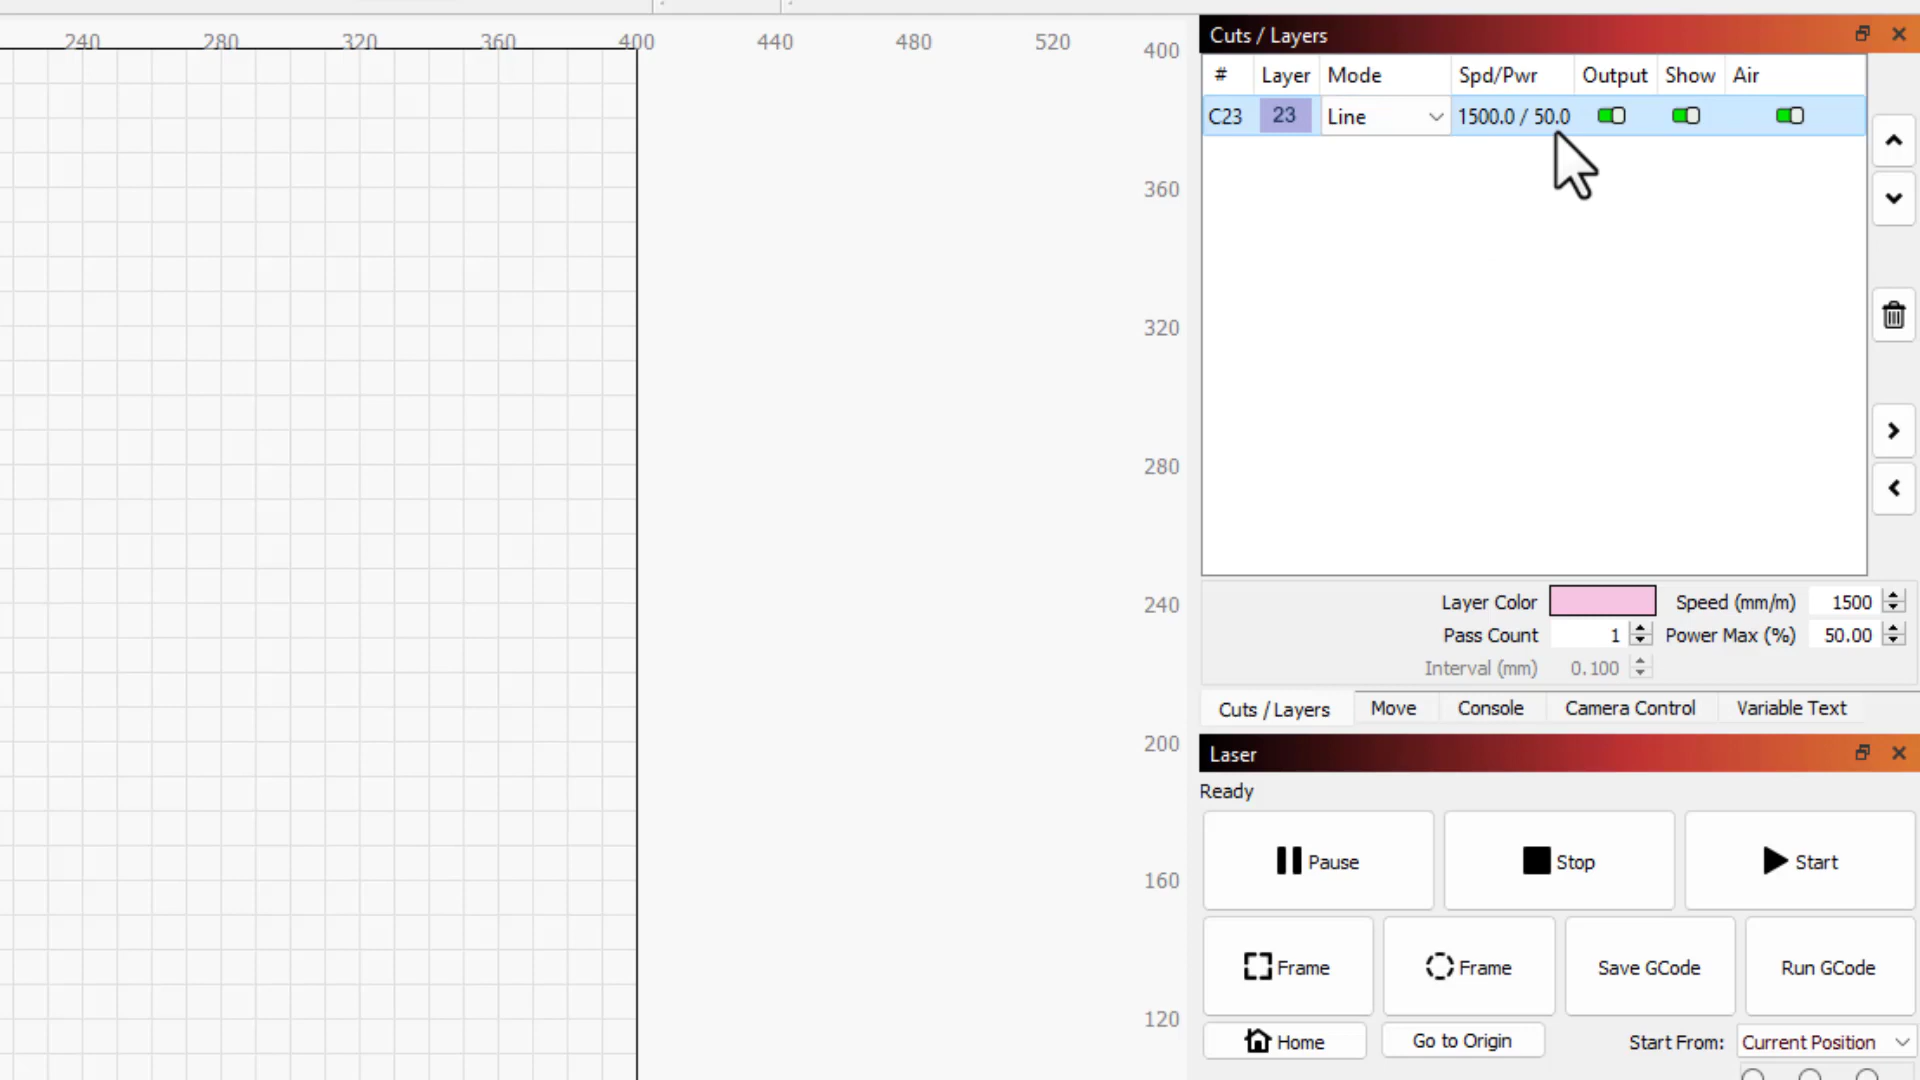 240 280 320 360 400 440 480 520
400
360
320
280
240
200
160
120
Cuts / Layers
# Layer Mode Spd/Pwr Output Show Air
C23 23 Line 1500.0 / 50.0
Layer Color Speed (mm/m) 1500
Pass Count 1 Power Max (%) 50.00
Interval (mm) 0.100
Cuts / Layers Move Console Camera Control Variable Text
Laser
Ready
Pause Stop Start
Frame Frame Save GCode Run GCode
Home Go to Origin Start From: Current Position